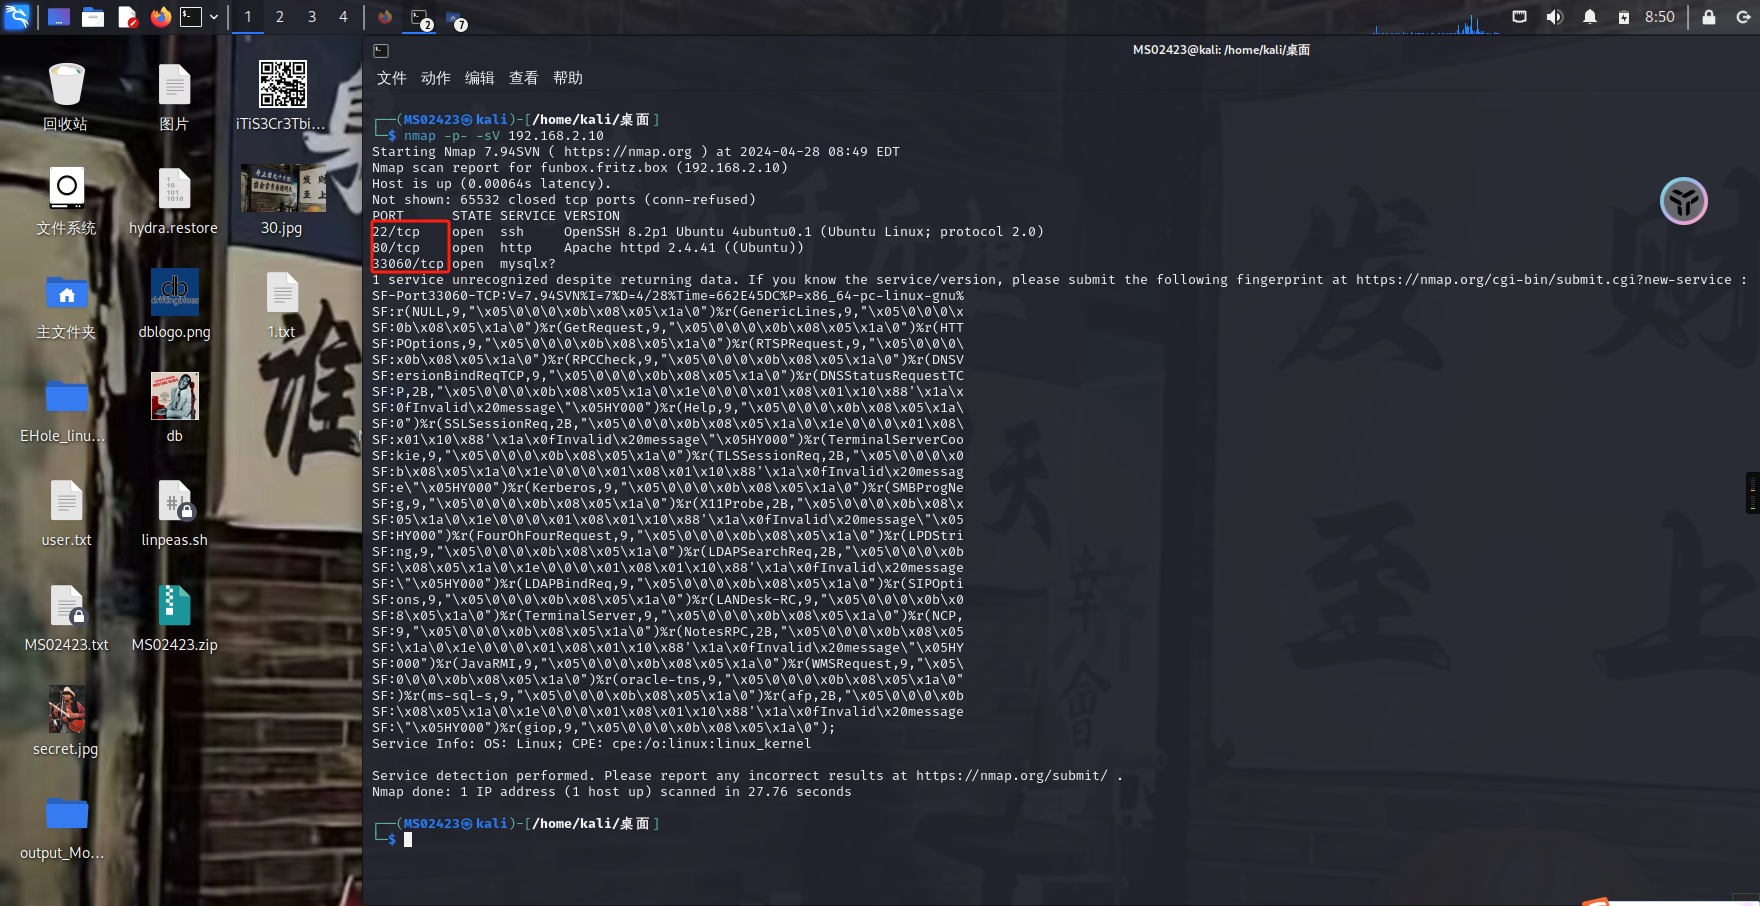 1 2 3 4 2 7 8:50
MS02423@kali: /home/kali/桌面
文件 动作 编辑 查看 帮助
回收站
图片
iTiS3Cr3Tbi...
文件系统
hydra.restore
30.jpg
主文件夹
dblogo.png
1.txt
EHole_linu...
db
user.txt
linpeas.sh
MS02423.txt
MS02423.zip
secret.jpg
output_Mo...
┌──(MS02423㉿kali)-[/home/kali/桌面]
└─$ nmap -p- -sV 192.168.2.10
Starting Nmap 7.94SVN ( https://nmap.org ) at 2024-04-28 08:49 EDT
Nmap scan report for funbox.fritz.box (192.168.2.10)
Host is up (0.00064s latency).
Not shown: 65532 closed tcp ports (conn-refused)
PORT STATE SERVICE VERSION
22/tcp open ssh OpenSSH 8.2p1 Ubuntu 4ubuntu0.1 (Ubuntu Linux; protocol 2.0)
80/tcp open http Apache httpd 2.4.41 ((Ubuntu))
33060/tcp open mysqlx?
1 service unrecognized despite returning data. If you know the service/version, please submit the following fingerprint at https://nmap.org/cgi-bin/submit.cgi?new-service :
SF-Port33060-TCP:V=7.94SVN%I=7%D=4/28%Time=662E45DC%P=x86_64-pc-linux-gnu%
SF:r(NULL,9,"\x05\0\0\0\x0b\x08\x05\x1a\0")%r(GenericLines,9,"\x05\0\0\0\x
SF:0b\x08\x05\x1a\0")%r(GetRequest,9,"\x05\0\0\0\x0b\x08\x05\x1a\0")%r(HTT
SF:POptions,9,"\x05\0\0\0\x0b\x08\x05\x1a\0")%r(RTSPRequest,9,"\x05\0\0\0\
SF:x0b\x08\x05\x1a\0")%r(RPCCheck,9,"\x05\0\0\0\x0b\x08\x05\x1a\0")%r(DNSV
SF:ersionBindReqTCP,9,"\x05\0\0\0\x0b\x08\x05\x1a\0")%r(DNSStatusRequestTC
SF:P,2B,"\x05\0\0\0\x0b\x08\x05\x1a\0\x1e\0\0\0\x01\x08\x01\x10\x88'\x1a\x
SF:0fInvalid\x20message\"\x05HY000")%r(Help,9,"\x05\0\0\0\x0b\x08\x05\x1a\
SF:0")%r(SSLSessionReq,2B,"\x05\0\0\0\x0b\x08\x05\x1a\0\x1e\0\0\0\x01\x08\
SF:x01\x10\x88'\x1a\x0fInvalid\x20message\"\x05HY000")%r(TerminalServerCoo
SF:kie,9,"\x05\0\0\0\x0b\x08\x05\x1a\0")%r(TLSSessionReq,2B,"\x05\0\0\0\x0
SF:b\x08\x05\x1a\0\x1e\0\0\0\x01\x08\x01\x10\x88'\x1a\x0fInvalid\x20messag
SF:e\"\x05HY000")%r(Kerberos,9,"\x05\0\0\0\x0b\x08\x05\x1a\0")%r(SMBProgNe
SF:g,9,"\x05\0\0\0\x0b\x08\x05\x1a\0")%r(X11Probe,2B,"\x05\0\0\0\x0b\x08\x
SF:05\x1a\0\x1e\0\0\0\x01\x08\x01\x10\x88'\x1a\x0fInvalid\x20message\"\x05
SF:HY000")%r(FourOhFourRequest,9,"\x05\0\0\0\x0b\x08\x05\x1a\0")%r(LPDStri
SF:ng,9,"\x05\0\0\0\x0b\x08\x05\x1a\0")%r(LDAPSearchReq,2B,"\x05\0\0\0\x0b
SF:\x08\x05\x1a\0\x1e\0\0\0\x01\x08\x01\x10\x88'\x1a\x0fInvalid\x20message
SF:\"\x05HY000")%r(LDAPBindReq,9,"\x05\0\0\0\x0b\x08\x05\x1a\0")%r(SIPOpti
SF:ons,9,"\x05\0\0\0\x0b\x08\x05\x1a\0")%r(LANDesk-RC,9,"\x05\0\0\0\x0b\x0
SF:8\x05\x1a\0")%r(TerminalServer,9,"\x05\0\0\0\x0b\x08\x05\x1a\0")%r(NCP,
SF:9,"\x05\0\0\0\x0b\x08\x05\x1a\0")%r(NotesRPC,2B,"\x05\0\0\0\x0b\x08\x05
SF:\x1a\0\x1e\0\0\0\x01\x08\x01\x10\x88'\x1a\x0fInvalid\x20message\"\x05HY
SF:000")%r(JavaRMI,9,"\x05\0\0\0\x0b\x08\x05\x1a\0")%r(WMSRequest,9,"\x05\
SF:0\0\0\x0b\x08\x05\x1a\0")%r(oracle-tns,9,"\x05\0\0\0\x0b\x08\x05\x1a\0"
SF:)%r(ms-sql-s,9,"\x05\0\0\0\x0b\x08\x05\x1a\0")%r(afp,2B,"\x05\0\0\0\x0b
SF:\x08\x05\x1a\0\x1e\0\0\0\x01\x08\x01\x10\x88'\x1a\x0fInvalid\x20message
SF:\"\x05HY000")%r(giop,9,"\x05\0\0\0\x0b\x08\x05\x1a\0");
Service Info: OS: Linux; CPE: cpe:/o:linux:linux_kernel
Service detection performed. Please report any incorrect results at https://nmap.org/submit/ .
Nmap done: 1 IP address (1 host up) scanned in 27.76 seconds
┌──(MS02423㉿kali)-[/home/kali/桌面]
└─$